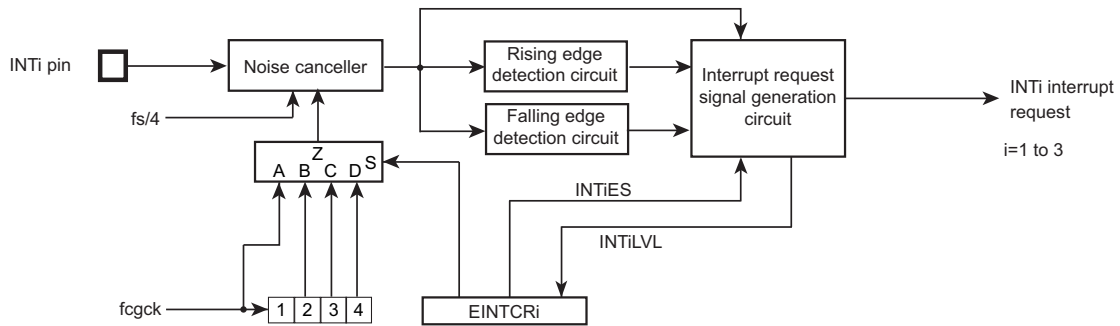 INTi pin
Noise canceller
Rising edge
detection circuit
Falling edge
detection circuit
Interrupt request
signal generation
circuit
INTi interrupt
request
i=1 to 3
fs/4
Z
S
A B C D
INTiES
INTiLVL
fcgck
1 2 3 4
EINTCRi